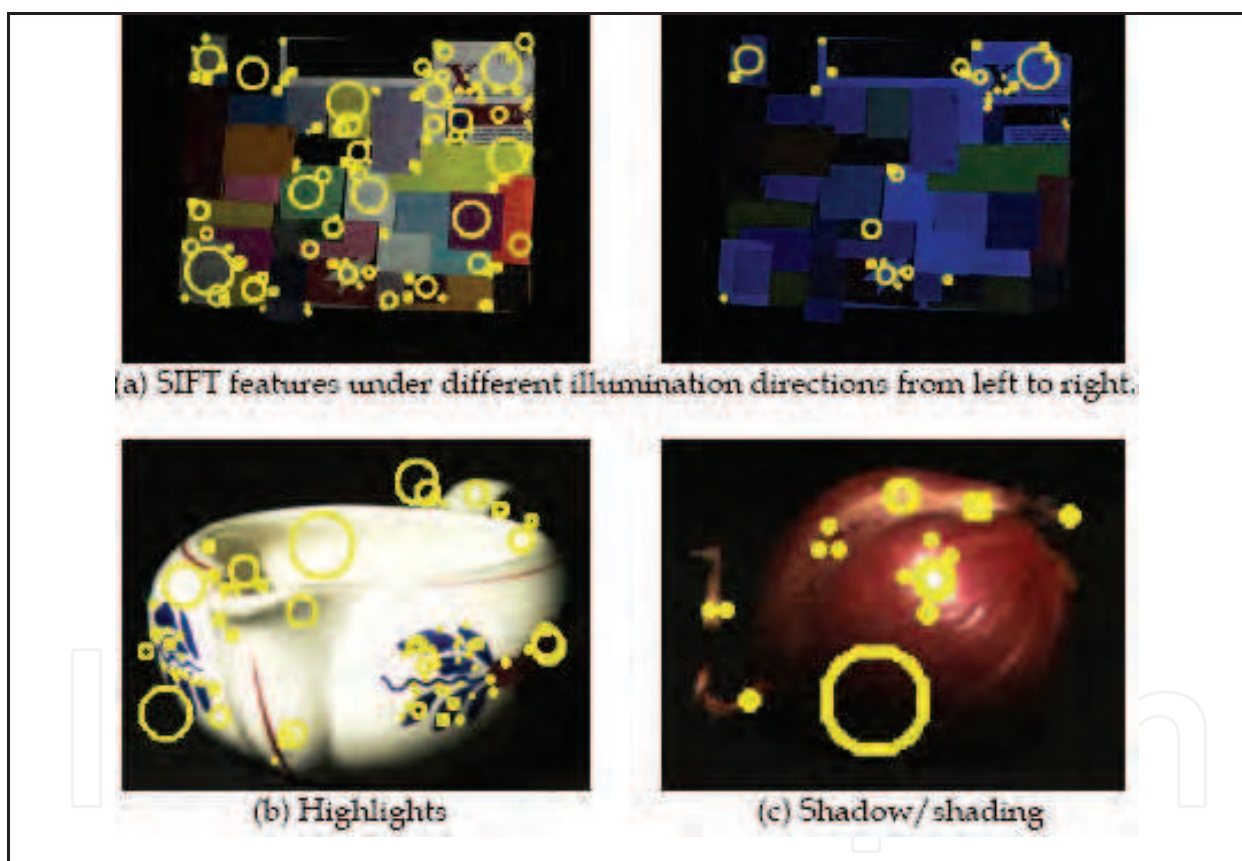 (a) SIFT features under different illumination directions from left to right.
(b) Highlights
(c) Shadow/shading